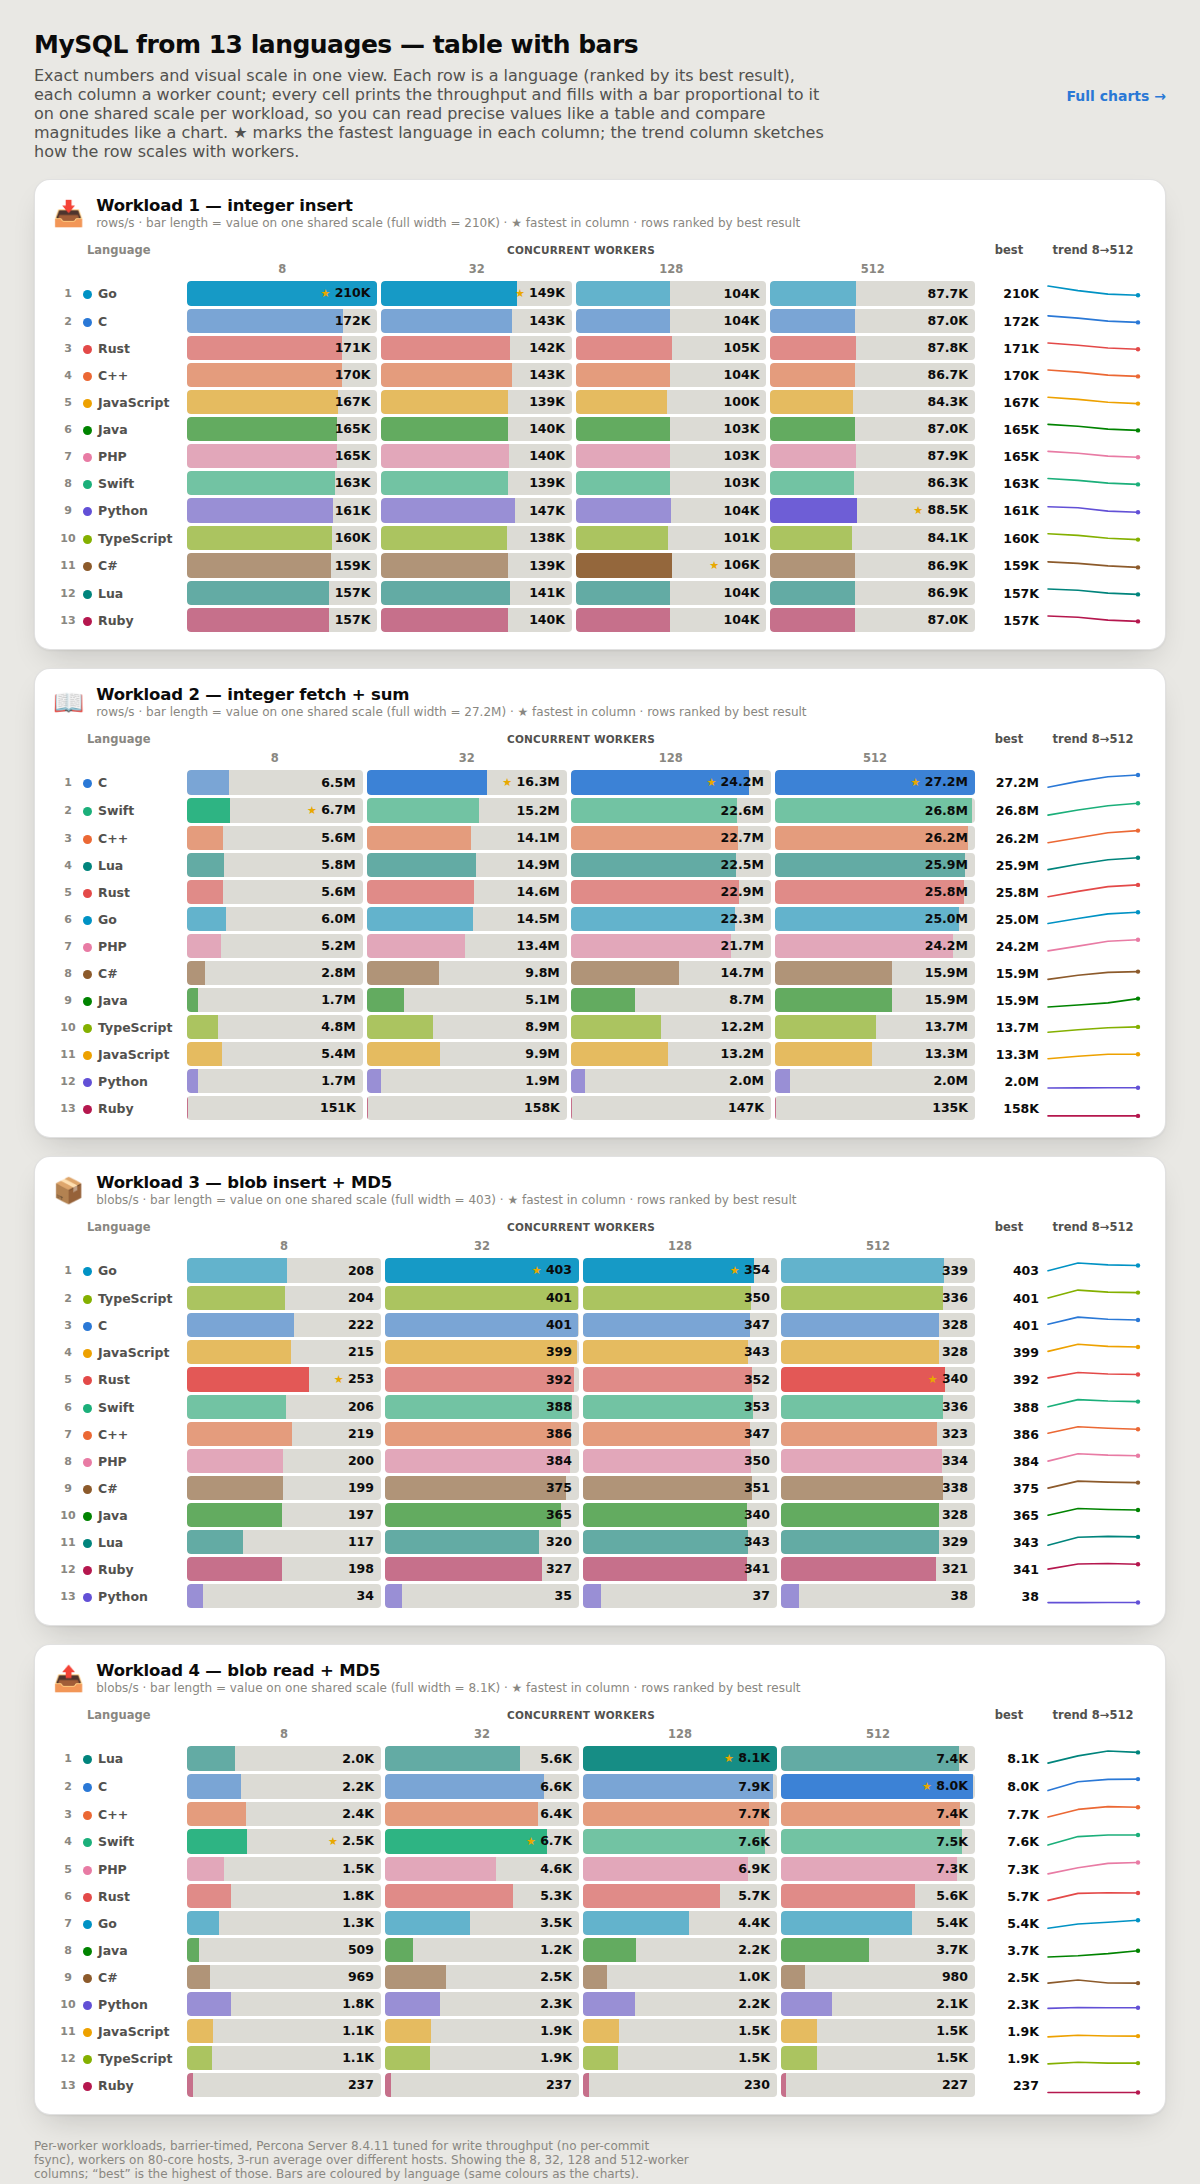 MySQL from 13 languages — table with bars
Exact numbers and visual scale in one view. Each row is a language (ranked by its best result),
each column a worker count; every cell prints the throughput and fills with a bar proportional to it
on one shared scale per workload, so you can read precise values like a table and compare
magnitudes like a chart. ★ marks the fastest language in each column; the trend column sketches
how the row scales with workers.
Full charts →
Workload 1 — integer insert
rows/s · bar length = value on one shared scale (full width = 210K) · ★ fastest in column · rows ranked by best result
Language CONCURRENT WORKERS best trend 8→512
8 32 128 512
1 Go ★ 210K ★ 149K 104K 87.7K 210K
2 C 172K 143K 104K 87.0K 172K
3 Rust 171K 142K 105K 87.8K 171K
4 C++ 170K 143K 104K 86.7K 170K
5 JavaScript 167K 139K 100K 84.3K 167K
6 Java 165K 140K 103K 87.0K 165K
7 PHP 165K 140K 103K 87.9K 165K
8 Swift 163K 139K 103K 86.3K 163K
9 Python 161K 147K 104K ★ 88.5K 161K
10 TypeScript 160K 138K 101K 84.1K 160K
11 C# 159K 139K ★ 106K 86.9K 159K
12 Lua 157K 141K 104K 86.9K 157K
13 Ruby 157K 140K 104K 87.0K 157K
Workload 2 — integer fetch + sum
rows/s · bar length = value on one shared scale (full width = 27.2M) · ★ fastest in column · rows ranked by best result
Language CONCURRENT WORKERS best trend 8→512
8 32 128 512
1 C 6.5M ★ 16.3M ★ 24.2M ★ 27.2M 27.2M
2 Swift ★ 6.7M 15.2M 22.6M 26.8M 26.8M
3 C++ 5.6M 14.1M 22.7M 26.2M 26.2M
4 Lua 5.8M 14.9M 22.5M 25.9M 25.9M
5 Rust 5.6M 14.6M 22.9M 25.8M 25.8M
6 Go 6.0M 14.5M 22.3M 25.0M 25.0M
7 PHP 5.2M 13.4M 21.7M 24.2M 24.2M
8 C# 2.8M 9.8M 14.7M 15.9M 15.9M
9 Java 1.7M 5.1M 8.7M 15.9M 15.9M
10 TypeScript 4.8M 8.9M 12.2M 13.7M 13.7M
11 JavaScript 5.4M 9.9M 13.2M 13.3M 13.3M
12 Python 1.7M 1.9M 2.0M 2.0M 2.0M
13 Ruby 151K 158K 147K 135K 158K
Workload 3 — blob insert + MD5
blobs/s · bar length = value on one shared scale (full width = 403) · ★ fastest in column · rows ranked by best result
Language CONCURRENT WORKERS best trend 8→512
8 32 128 512
1 Go 208 ★ 403 ★ 354 339 403
2 TypeScript 204 401 350 336 401
3 C 222 401 347 328 401
4 JavaScript 215 399 343 328 399
5 Rust ★ 253 392 352 ★ 340 392
6 Swift 206 388 353 336 388
7 C++ 219 386 347 323 386
8 PHP 200 384 350 334 384
9 C# 199 375 351 338 375
10 Java 197 365 340 328 365
11 Lua 117 320 343 329 343
12 Ruby 198 327 341 321 341
13 Python 34 35 37 38 38
Workload 4 — blob read + MD5
blobs/s · bar length = value on one shared scale (full width = 8.1K) · ★ fastest in column · rows ranked by best result
Language CONCURRENT WORKERS best trend 8→512
8 32 128 512
1 Lua 2.0K 5.6K ★ 8.1K 7.4K 8.1K
2 C 2.2K 6.6K 7.9K ★ 8.0K 8.0K
3 C++ 2.4K 6.4K 7.7K 7.4K 7.7K
4 Swift ★ 2.5K ★ 6.7K 7.6K 7.5K 7.6K
5 PHP 1.5K 4.6K 6.9K 7.3K 7.3K
6 Rust 1.8K 5.3K 5.7K 5.6K 5.7K
7 Go 1.3K 3.5K 4.4K 5.4K 5.4K
8 Java 509 1.2K 2.2K 3.7K 3.7K
9 C# 969 2.5K 1.0K 980 2.5K
10 Python 1.8K 2.3K 2.2K 2.1K 2.3K
11 JavaScript 1.1K 1.9K 1.5K 1.5K 1.9K
12 TypeScript 1.1K 1.9K 1.5K 1.5K 1.9K
13 Ruby 237 237 230 227 237
Per-worker workloads, barrier-timed, Percona Server 8.4.11 tuned for write throughput (no per-commit
fsync), workers on 80-core hosts, 3-run average over different hosts. Showing the 8, 32, 128 and 512-worker
columns; “best” is the highest of those. Bars are coloured by language (same colours as the charts).